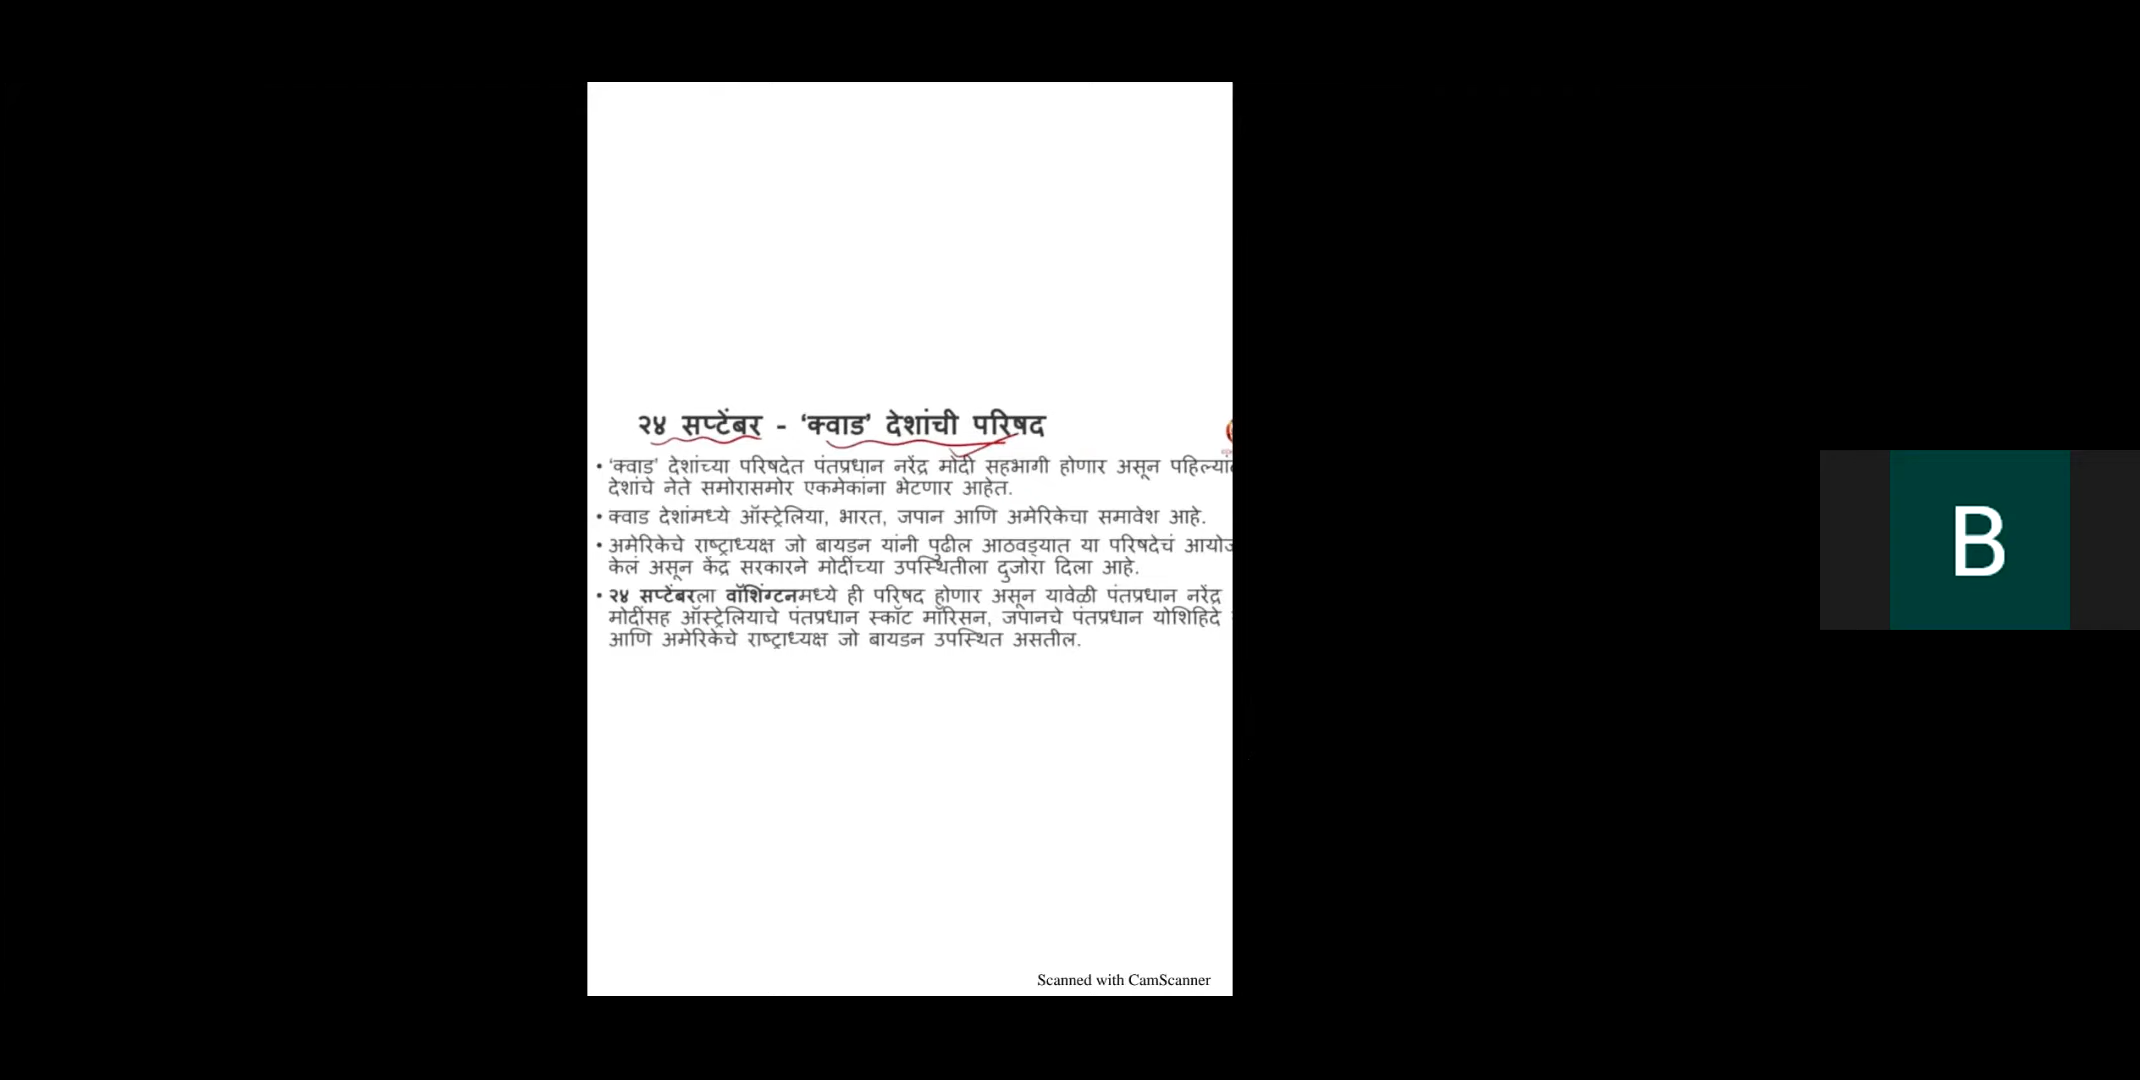 २४ सप्टेंबर - ‘क्वाड’ देशांची परिषद
• ‘क्वाड’ देशांच्या परिषदेत पंतप्रधान नरेंद्र मोदी सहभागी होणार असून
देशांचे नेते समोरासमोर एकमेकांना भेटणार आहेत.
• क्वाड देशांमध्ये ऑस्ट्रेलिया, भारत, जपान आणि अमेरिकेचा समावेश आहे.
• अमेरिकेचे राष्ट्राध्यक्ष जो बायडन यांनी पुढील आठवड्यात या परिषदेचं
केलं असून केंद्र सरकारने मोदींच्या उपस्थितीला दुजोरा दिला आहे.
• २४ सप्टेंबरला वॉशिंग्टनमध्ये ही परिषद होणार असून यावेळी पंतप्रधान नरेंद्र
मोदींसह ऑस्ट्रेलियाचे पंतप्रधान स्कॉट मॉरिसन, जपानचे पंतप्रधान योशिहिदे
आणि अमेरिकेचे राष्ट्राध्यक्ष जो बायडन उपस्थित असतील.
B
Scanned with CamScanner